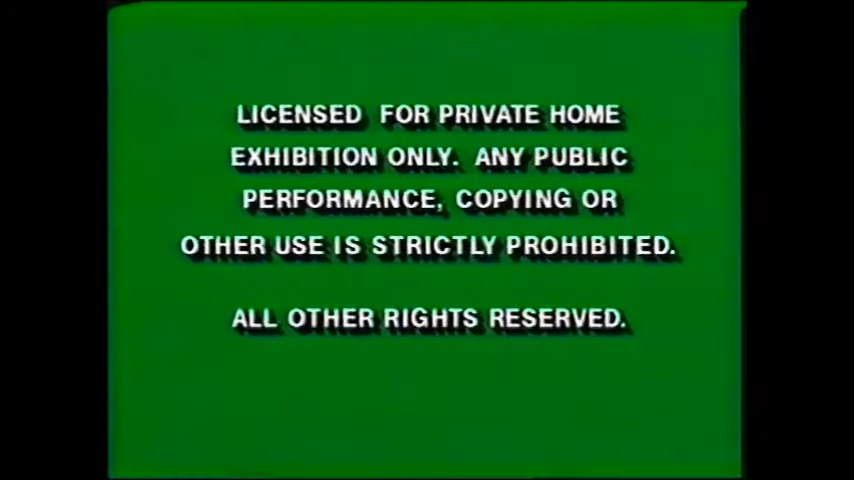 LICENSED FOR PRIVATE HOME
EXHIBITION ONLY. ANY PUBLIC
PERFORMANCE, COPYING OR
OTHER USE IS STRICTLY PROHIBITED.
ALL OTHER RIGHTS RESERVED.